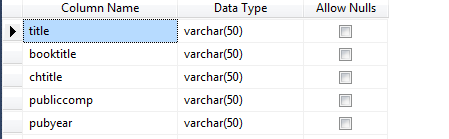 Column Name Data Type Allow Nulls
title varchar(50)
booktitle varchar(50)
chtitle varchar(50)
publiccomp varchar(50)
pubyear varchar(50)